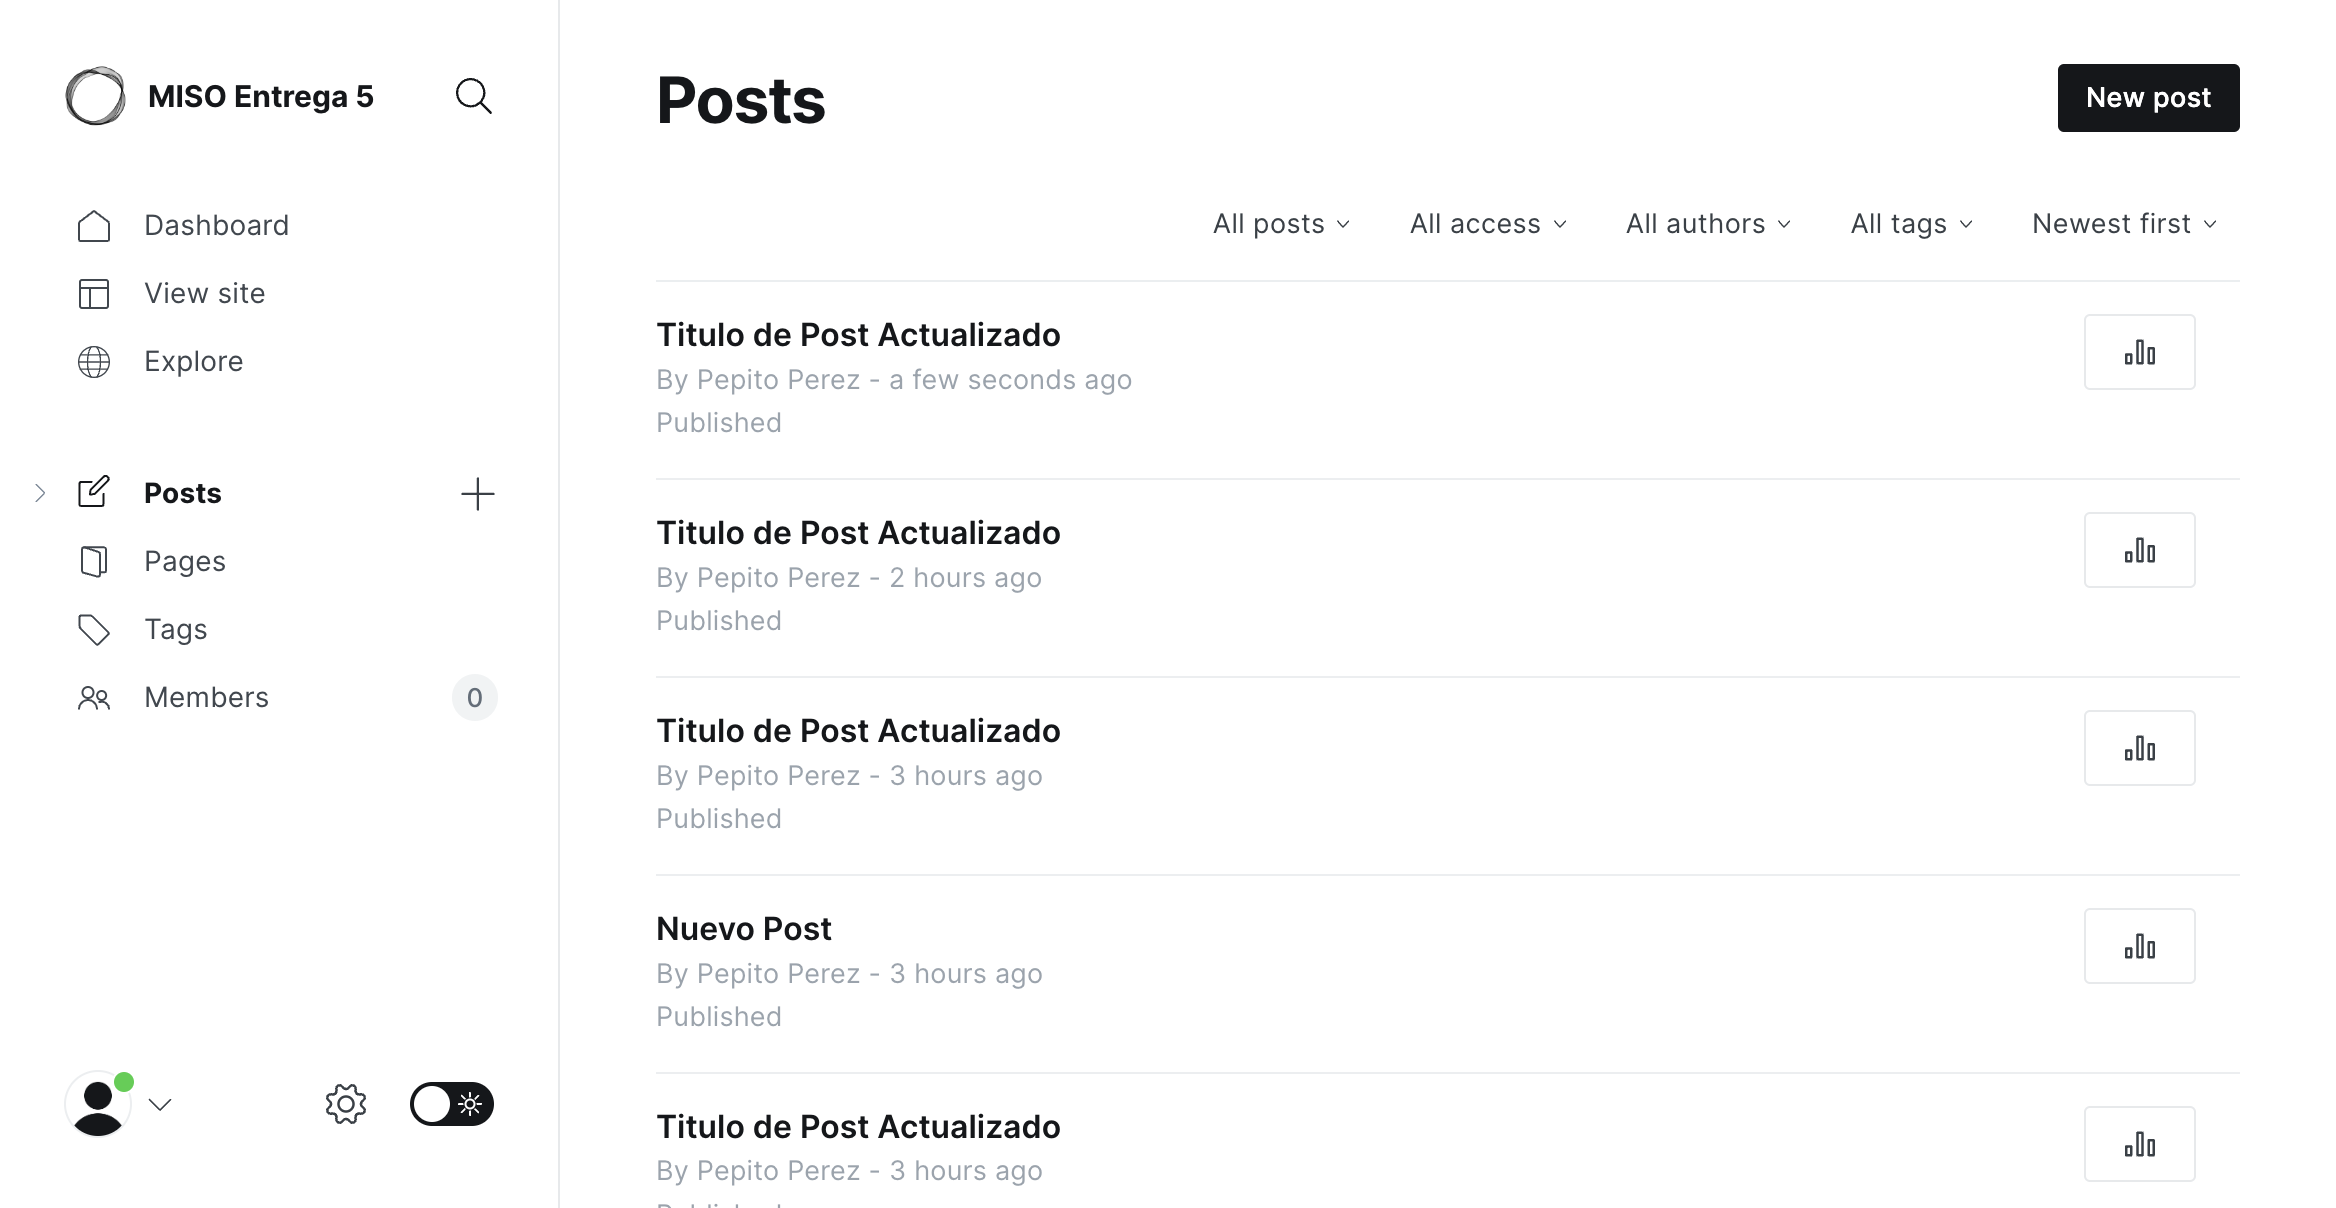 MISO Entrega 5
Dashboard
View site
Explore
Posts
Pages
Tags
Members 0
Posts
New post
All posts All access All authors All tags Newest first
Titulo de Post Actualizado
By Pepito Perez - a few seconds ago
Published
Titulo de Post Actualizado
By Pepito Perez - 2 hours ago
Published
Titulo de Post Actualizado
By Pepito Perez - 3 hours ago
Published
Nuevo Post
By Pepito Perez - 3 hours ago
Published
Titulo de Post Actualizado
By Pepito Perez - 3 hours ago